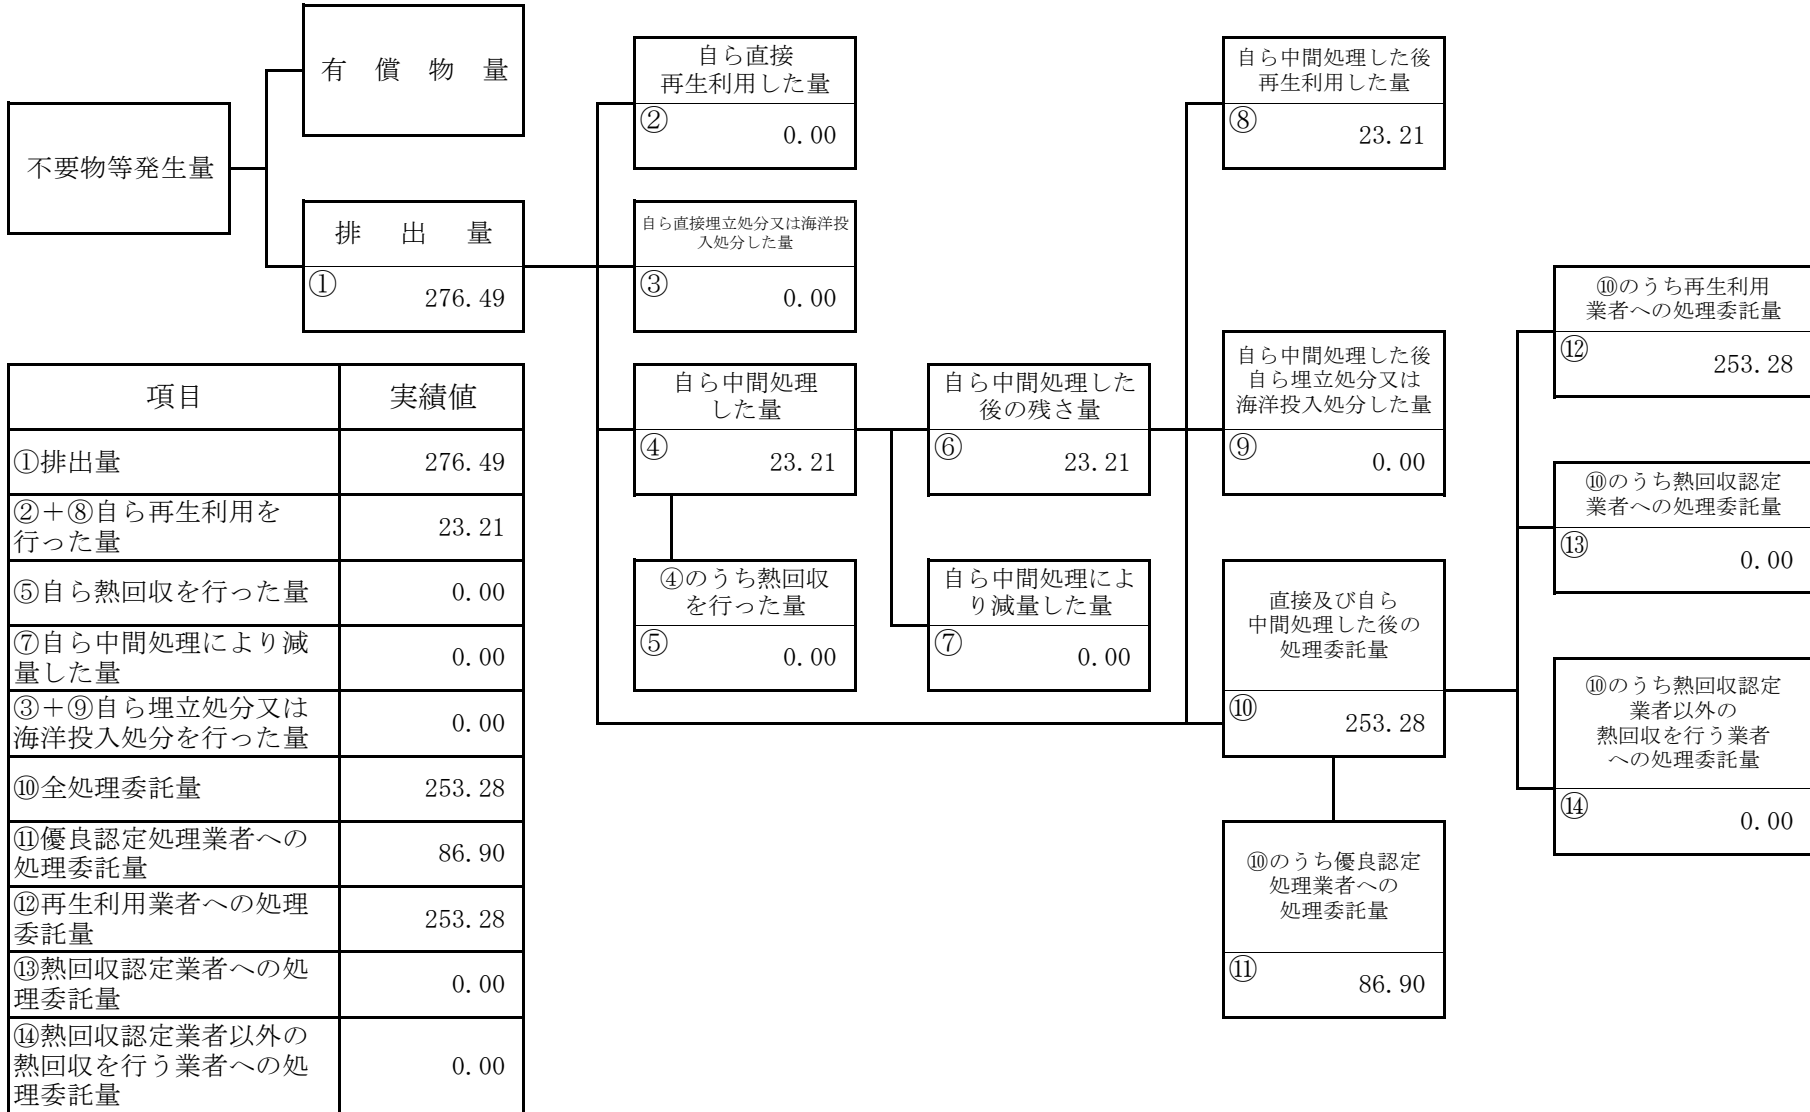 有償物量
不要物等発生量
排出量
①
276.49
自ら直接
再生利用した量
②
0.00
自ら直接埋立処分又は海洋投
入処分した量
③
0.00
自ら中間処理
した量
④
23.21
④のうち熱回収
を行った量
⑤
0.00
自ら中間処理した
後の残さ量
⑥
23.21
自ら中間処理によ
り減量した量
⑦
0.00
自ら中間処理した後
再生利用した量
⑧
23.21
自ら中間処理した後
自ら埋立処分又は
海洋投入処分した量
⑨
0.00
直接及び自ら
中間処理した後の
処理委託量
⑩
253.28
⑩のうち優良認定
処理業者への
処理委託量
⑪
86.90
⑩のうち再生利用
業者への処理委託量
⑫
253.28
⑩のうち熱回収認定
業者への処理委託量
⑬
0.00
⑩のうち熱回収認定
業者以外の
熱回収を行う業者
への処理委託量
⑭
0.00
項目 実績値
①排出量 276.49
②＋⑧自ら再生利用を
行った量 23.21
⑤自ら熱回収を行った量 0.00
⑦自ら中間処理により減
量した量 0.00
③＋⑨自ら埋立処分又は
海洋投入処分を行った量 0.00
⑩全処理委託量 253.28
⑪優良認定処理業者への
処理委託量 86.90
⑫再生利用業者への処理
委託量 253.28
⑬熱回収認定業者への処
理委託量 0.00
⑭熱回収認定業者以外の
熱回収を行う業者への処
理委託量 0.00